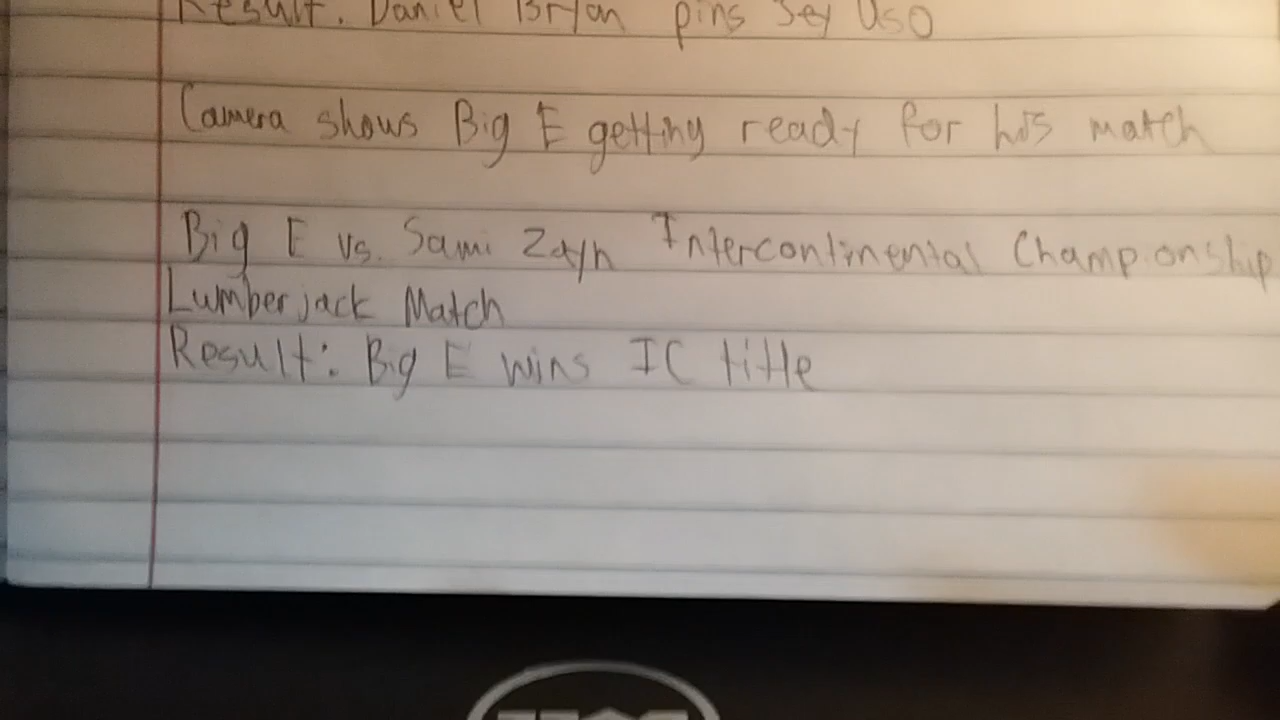 Result. Daniel Bryan pins Jey Uso
Camera shows Big E getting ready for his match
Big E vs. Sami Zayn Intercontinental Championship
Lumberjack Match
Result: Big E wins IC title